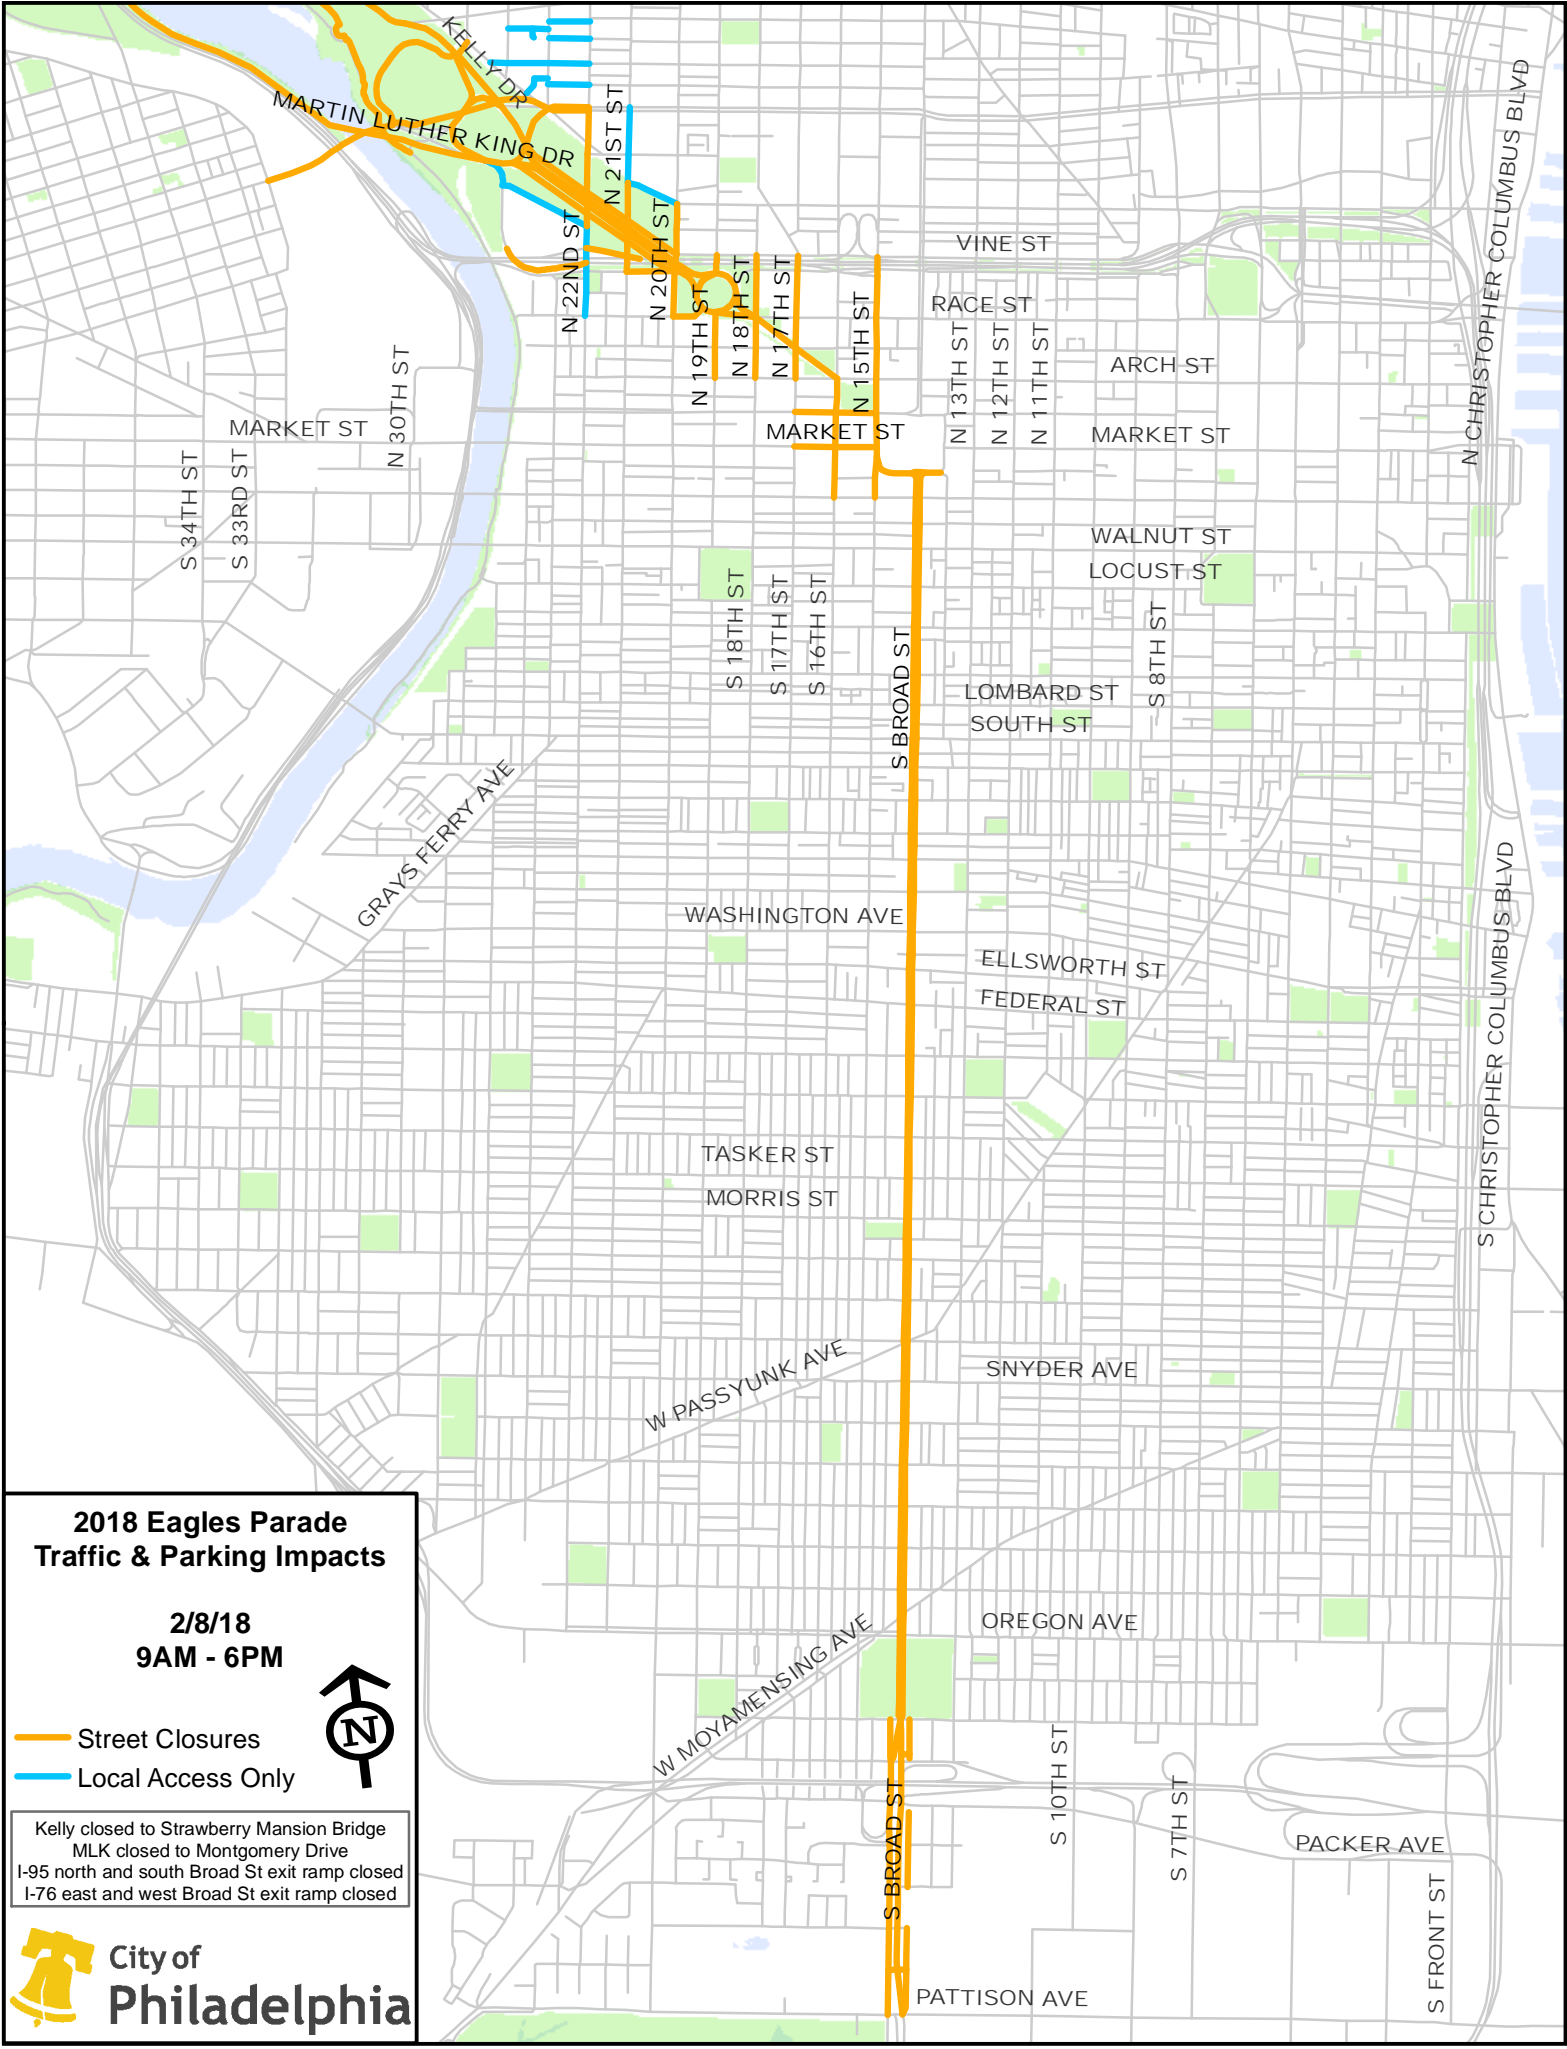 KELLY DR
MARTIN LUTHER KING DR
N 21ST ST
N 22ND ST
N 20TH ST
N 19TH ST
N 18TH ST
N 17TH ST
N 15TH ST
VINE ST
RACE ST
N 13TH ST
N 12TH ST
N 11TH ST
ARCH ST
N CHRISTOPHER COLUMBUS BLVD
MARKET ST
N 30TH ST
MARKET ST
MARKET ST
S 34TH ST
S 33RD ST
WALNUT ST
LOCUST ST
S 18TH ST
S 17TH ST
S 16TH ST
S BROAD ST
S 8TH ST
LOMBARD ST
SOUTH ST
GRAYS FERRY AVE
WASHINGTON AVE
ELLSWORTH ST
FEDERAL ST
S CHRISTOPHER COLUMBUS BLVD
TASKER ST
MORRIS ST
W PASSYUNK AVE
SNYDER AVE
OREGON AVE
W MOYAMENSING AVE
S BROAD ST
S 10TH ST
S 7TH ST
PACKER AVE
S FRONT ST
PATTISON AVE
2018 Eagles Parade
Traffic & Parking Impacts
2/8/18
9AM - 6PM
N
Street Closures
Local Access Only
Kelly closed to Strawberry Mansion Bridge
MLK closed to Montgomery Drive
I-95 north and south Broad St exit ramp closed
I-76 east and west Broad St exit ramp closed
City of
Philadelphia